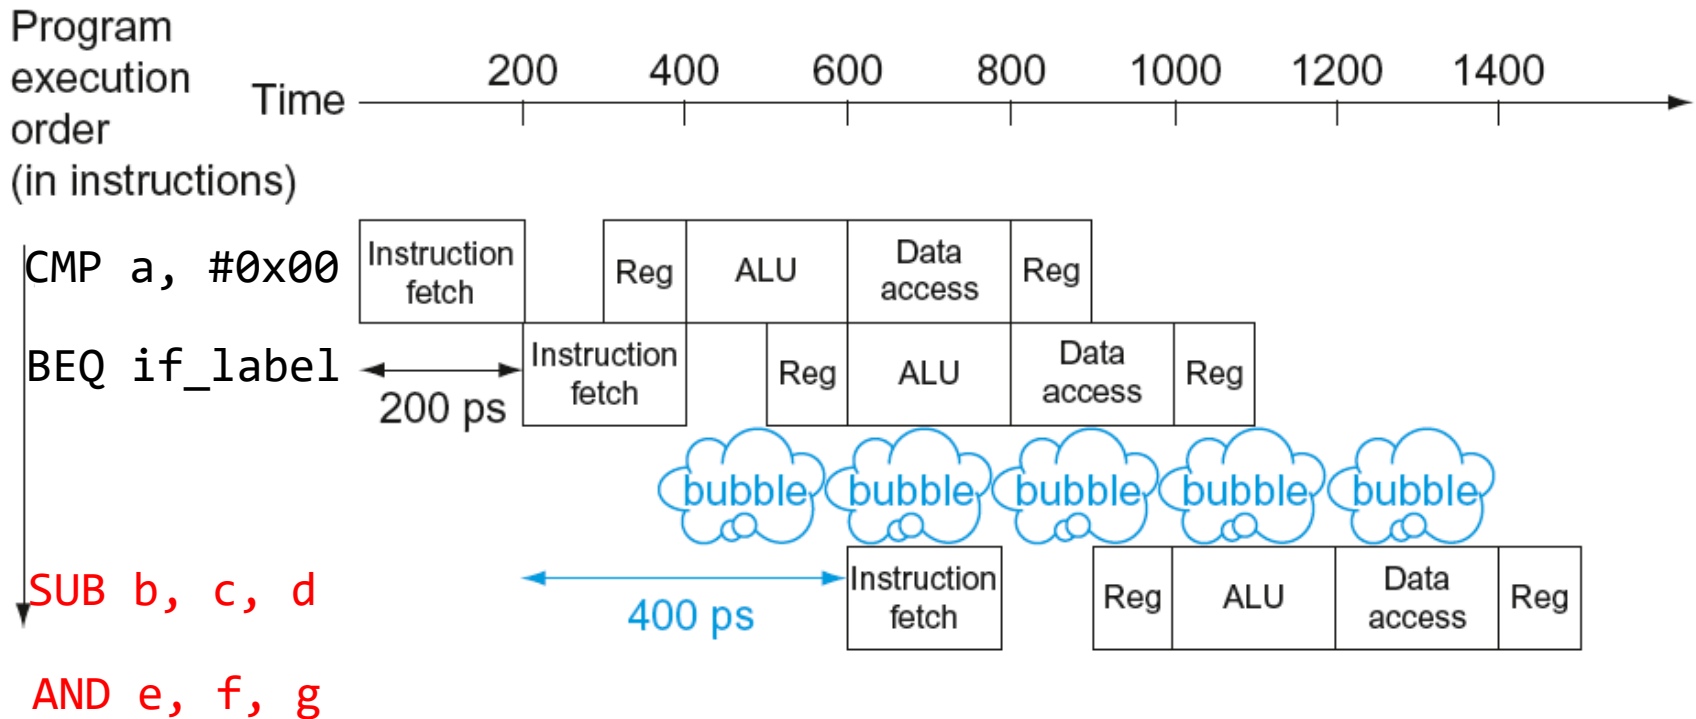 Program
execution
order
(in instructions)
Time
200 400 600 800 1000 1200 1400
CMP a, #0x00
Instruction
fetch
Reg
ALU
Data
access
Reg
BEQ if_label
200 ps
Instruction
fetch
Reg
ALU
Data
access
Reg
bubble bubble bubble bubble bubble
SUB b, c, d
400 ps
Instruction
fetch
Reg
ALU
Data
access
Reg
AND e, f, g